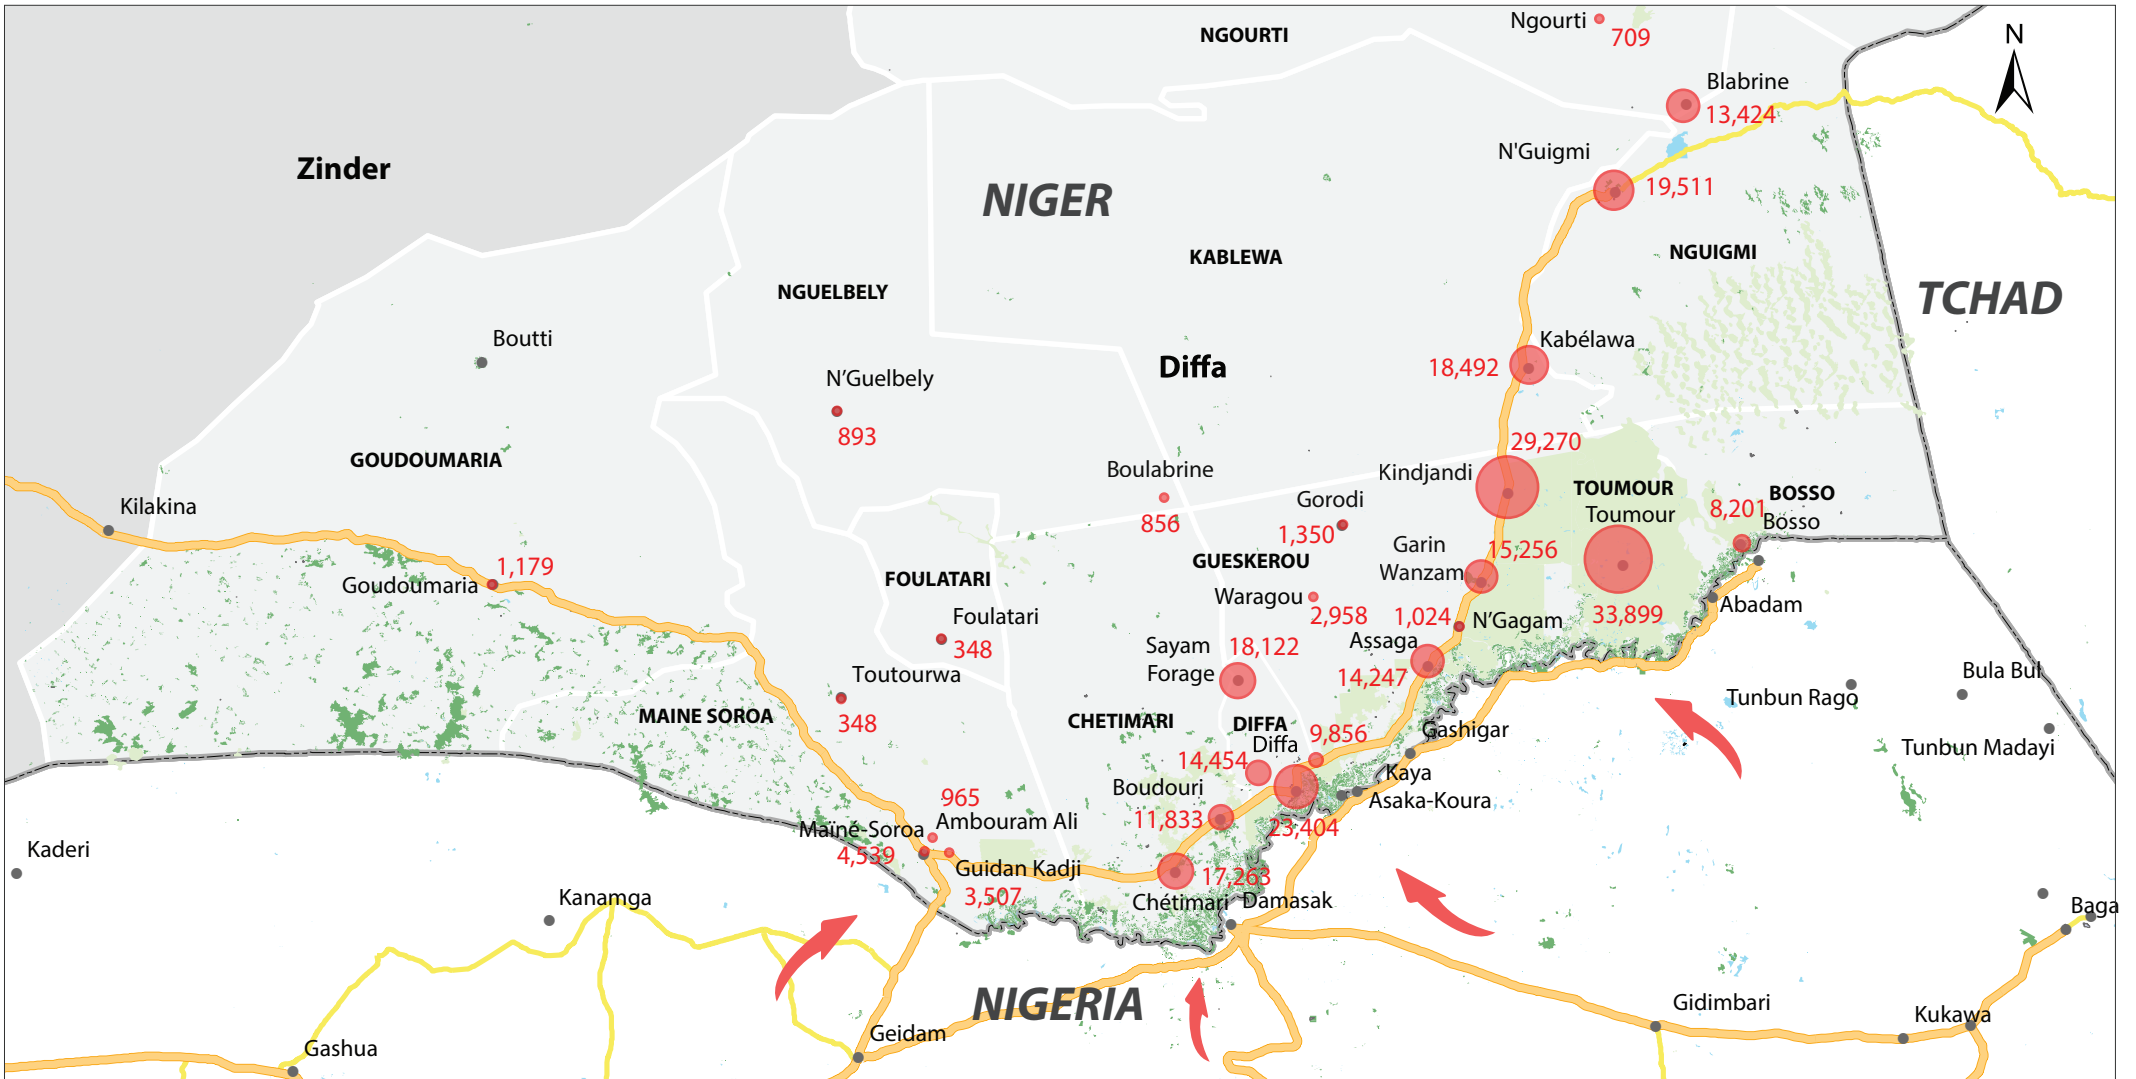 Ngourti
709
NGOURTI
N
Blabrine
13,424
N'Guigmi
19,511
Zinder
NIGER
KABLEWA
NGUIGMI
NGUELBELY
TCHAD
Boutti
Kabélawa
18,492
Diffa
N'Guelbely
893
29,270
GOUDOUMARIA
Boulabrine
856
Kindjandi
Gorodi
1,350
TOUMOUR
Toumour
33,899
BOSSO
8,201
Bosso
Kilakina
Garin
Wanzam
15,256
GUESKEROU
1,179
Goudoumaria
FOULATARI
Foulatari
348
Waragou
2,958
1,024
N'Gagam
Abadam
Assaga
14,247
Sayam
Forage
18,122
Toutourwa
348
Bula Bul
Tunbun Rago
MAINE SOROA
CHETIMARI
DIFFA
Diffa
9,856
Gashigar
Tunbun Madayi
14,454
Kaya
Boudouri
11,833
Asaka-Koura
965
Ambouram Ali
Maïné-Soroa
4,539
23,404
Kaderi
Guidan Kadji
3,507
17,263
Chétimari
Damasak
Kanamga
Baga
NIGERIA
Gidimbari
Kukawa
Geidam
Gashua